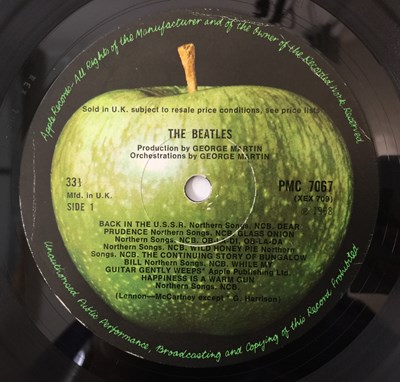 Apple Records—All Rights of the Manufacturer and of the Owner of the Recorded Work Reserved
Sold in U.K. subject to resale price conditions, see price lists
THE BEATLES
Production by GEORGE MARTIN
Orchestrations by GEORGE MARTIN
33⅓
Mfd. in U.K.
SIDE 1
PMC 7067
(XEX 709)
℗ 1968
BACK IN THE U.S.S.R. Northern Songs. NCB. DEAR
PRUDENCE Northern Songs. NCB. GLASS ONION
Northern Songs. NCB. OB-LA-DI, OB-LA-DA
Northern Songs. NCB. WILD HONEY PIE Northern
Songs. NCB. THE CONTINUING STORY OF BUNGALOW
BILL Northern Songs. NCB. WHILE MY
GUITAR GENTLY WEEPS* Apple Publishing Ltd.
HAPPINESS IS A WARM GUN
Northern Songs. NCB.
(Lennon—McCartney except *G. Harrison)
Unauthorised Public Performance, Broadcasting and Copying of this Record Prohibited